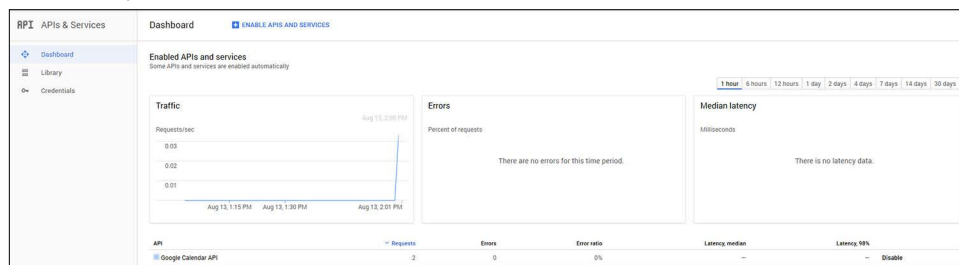 API APIs & Services
Dashboard
ENABLE APIS AND SERVICES
Dashboard
Library
Credentials
Enabled APIs and services
Some APIs and services are enabled automatically
1 hour 6 hours 12 hours 1 day 2 days 4 days 7 days 14 days 30 days
Traffic
Aug 13, 2:00 PM
Requests/sec
0.03
0.02
0.01
Aug 13, 1:15 PM Aug 13, 1:30 PM Aug 13, 2:01 PM
Errors
Percent of requests
There are no errors for this time period.
Median latency
Milliseconds
There is no latency data.
API Requests Errors Error ratio Latency, median Latency, 98%
Google Calendar API 2 0 0% – – Disable